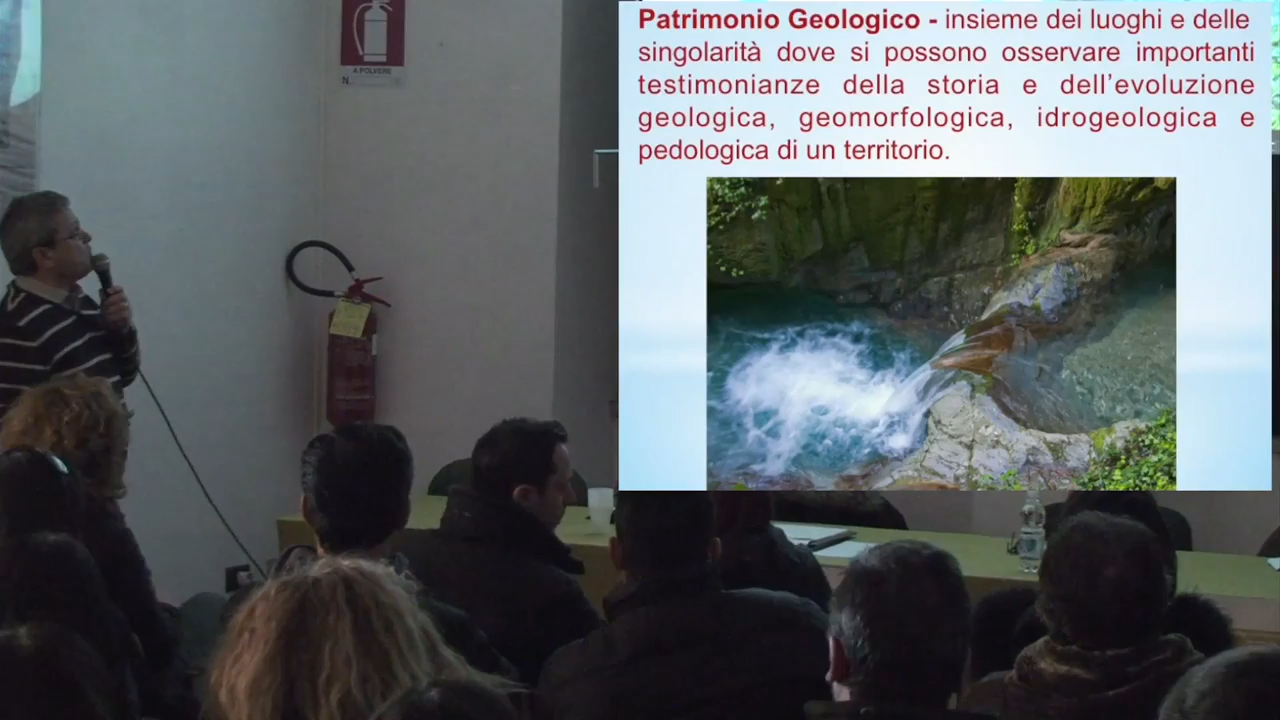 A POLVERE
N.
Patrimonio Geologico - insieme dei luoghi e delle
singolarità dove si possono osservare importanti
testimonianze della storia e dell'evoluzione
geologica, geomorfologica, idrogeologica e
pedologica di un territorio.